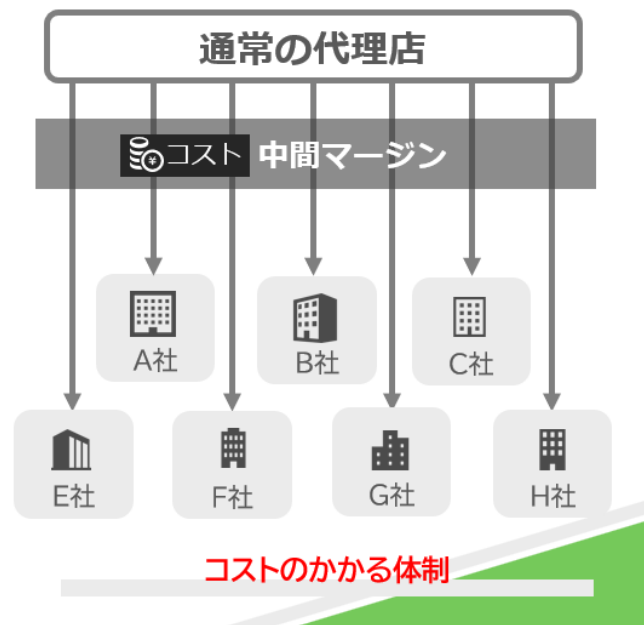 通常の代理店
コスト 中間マージン
A社
B社
C社
E社
F社
G社
H社
コストのかかる体制